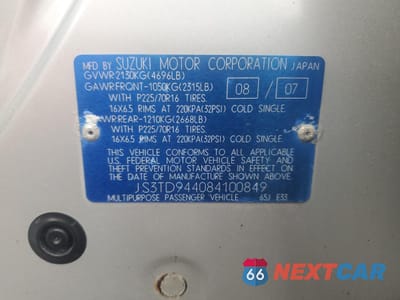 MFD BY SUZUKI MOTOR CORPORATION JAPAN
GVWR 2130KG(4696LB)
GAWR:FRONT-1050KG(2315LB) 08 / 07
WITH P225/70R16 TIRES.
16X6.5 RIMS AT 220KPA(32PSI) COLD SINGLE.
GAWR:REAR-1210KG(2668LB)
WITH P225/70R16 TIRES.
16X6.5 RIMS AT 220KPA(32PSI) COLD SINGLE.
THIS VEHICLE CONFORMS TO ALL APPLICABLE
U.S. FEDERAL MOTOR VEHICLE SAFETY AND
THEFT PREVENTION STANDARDS IN EFFECT ON
THE DATE OF MANUFACTURE SHOWN ABOVE.
JS3TD944084100849
MULTIPURPOSE PASSENGER VEHICLE 65J E33
66 NEXTCAR